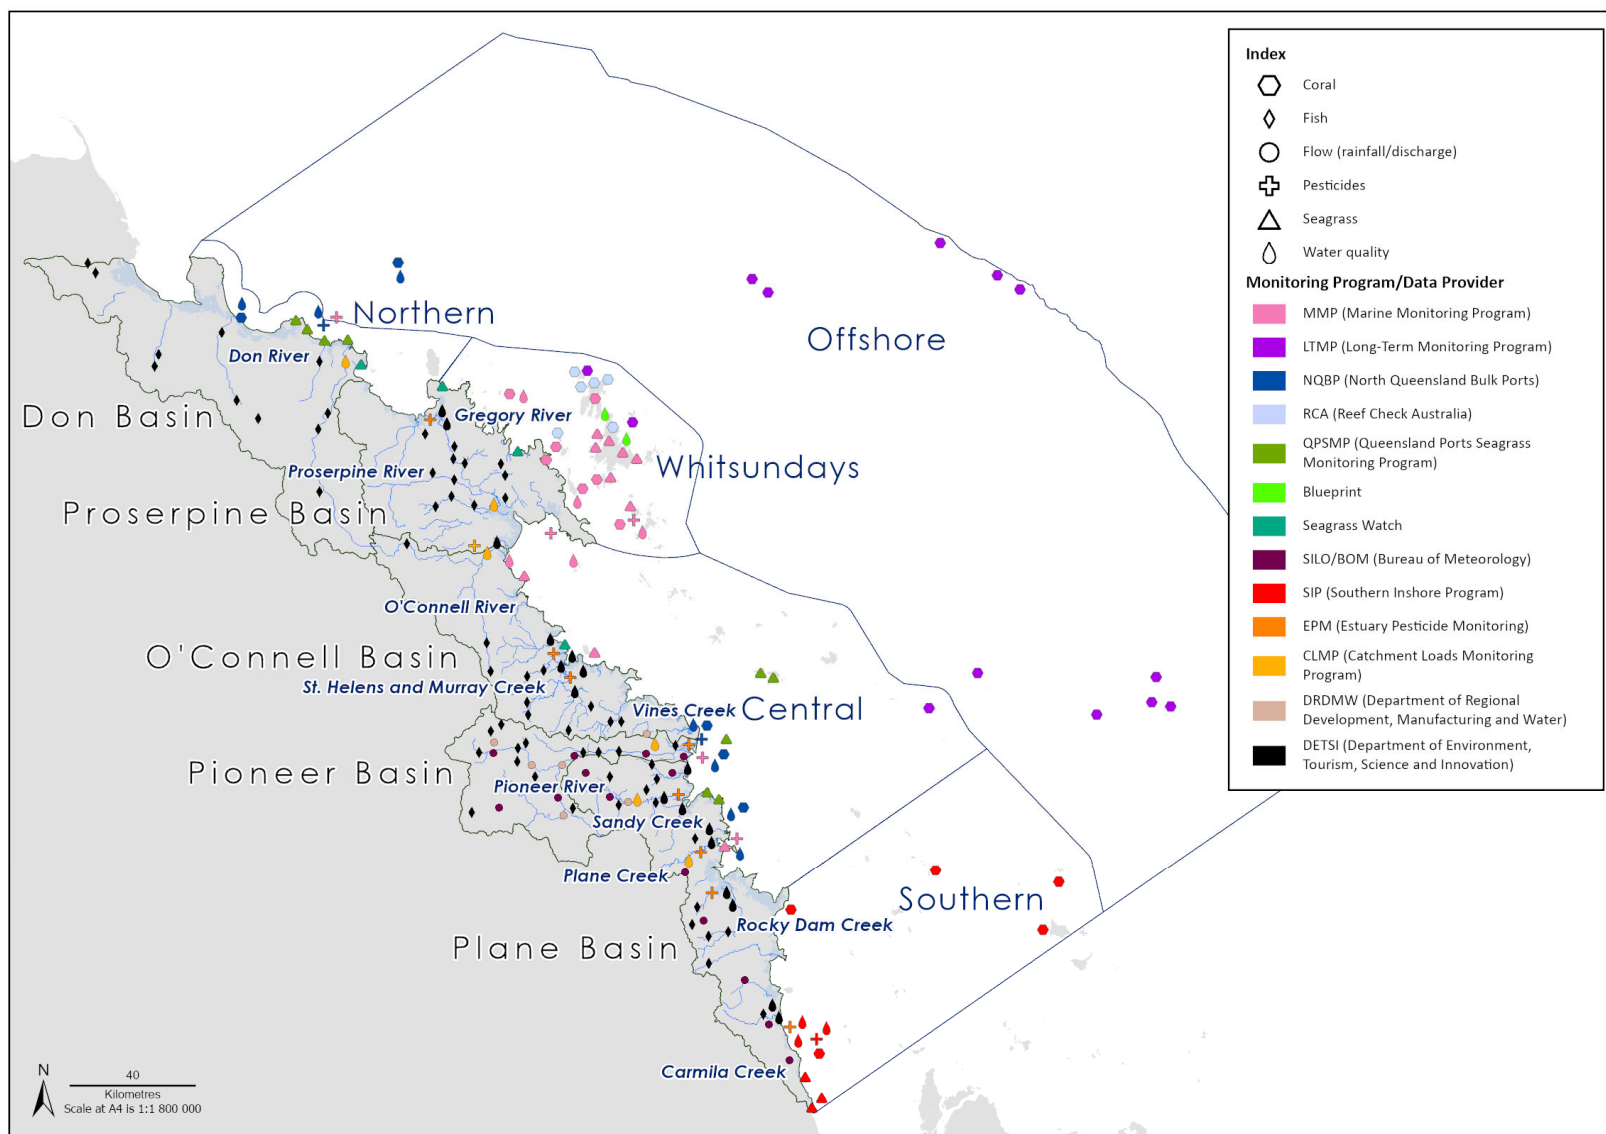 Northern
Offshore
Don River
Don Basin
Gregory River
Whitsundays
Proserpine River
Proserpine Basin
O'Connell River
O'Connell Basin
St. Helens and Murray Creek
Vines Creek
Central
Pioneer Basin
Pioneer River
Sandy Creek
Plane Creek
Southern
Rocky Dam Creek
Plane Basin
Carmila Creek
N
40
Kilometres
Scale at A4 is 1:1 800 000
Index
Coral
Fish
Flow (rainfall/discharge)
Pesticides
Seagrass
Water quality
Monitoring Program/Data Provider
MMP (Marine Monitoring Program)
LTMP (Long-Term Monitoring Program)
NQBP (North Queensland Bulk Ports)
RCA (Reef Check Australia)
QPSMP (Queensland Ports Seagrass
Monitoring Program)
Blueprint
Seagrass Watch
SILO/BOM (Bureau of Meteorology)
SIP (Southern Inshore Program)
EPM (Estuary Pesticide Monitoring)
CLMP (Catchment Loads Monitoring
Program)
DRDMW (Department of Regional
Development, Manufacturing and Water)
DETSI (Department of Environment,
Tourism, Science and Innovation)